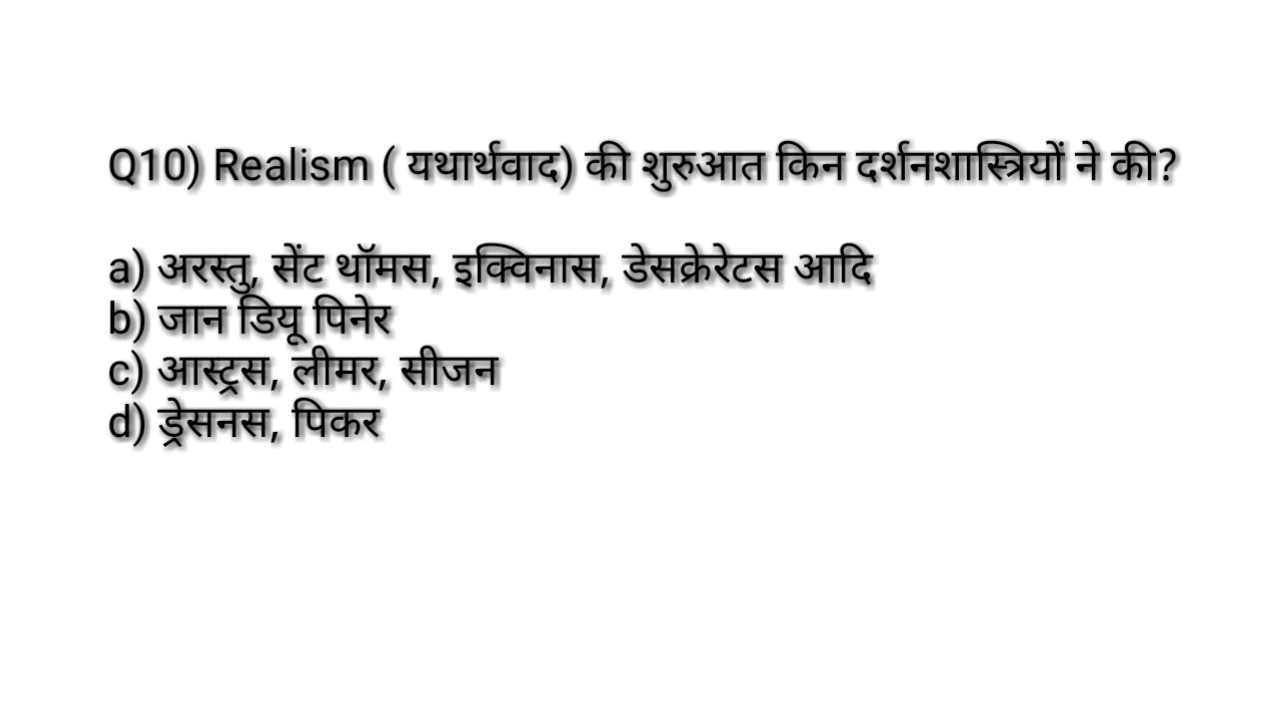 Q10) Realism ( यथार्थवाद) की शुरुआत किन दर्शनशास्त्रियों ने की?
a) अरस्तु, सेंट थॉमस, इक्विनास, डेसक्रेरेटस आदि
b) जान डियू पिनेर
c) आस्ट्रस, लीमर, सीजन
d) ड्रेसनस, पिकर